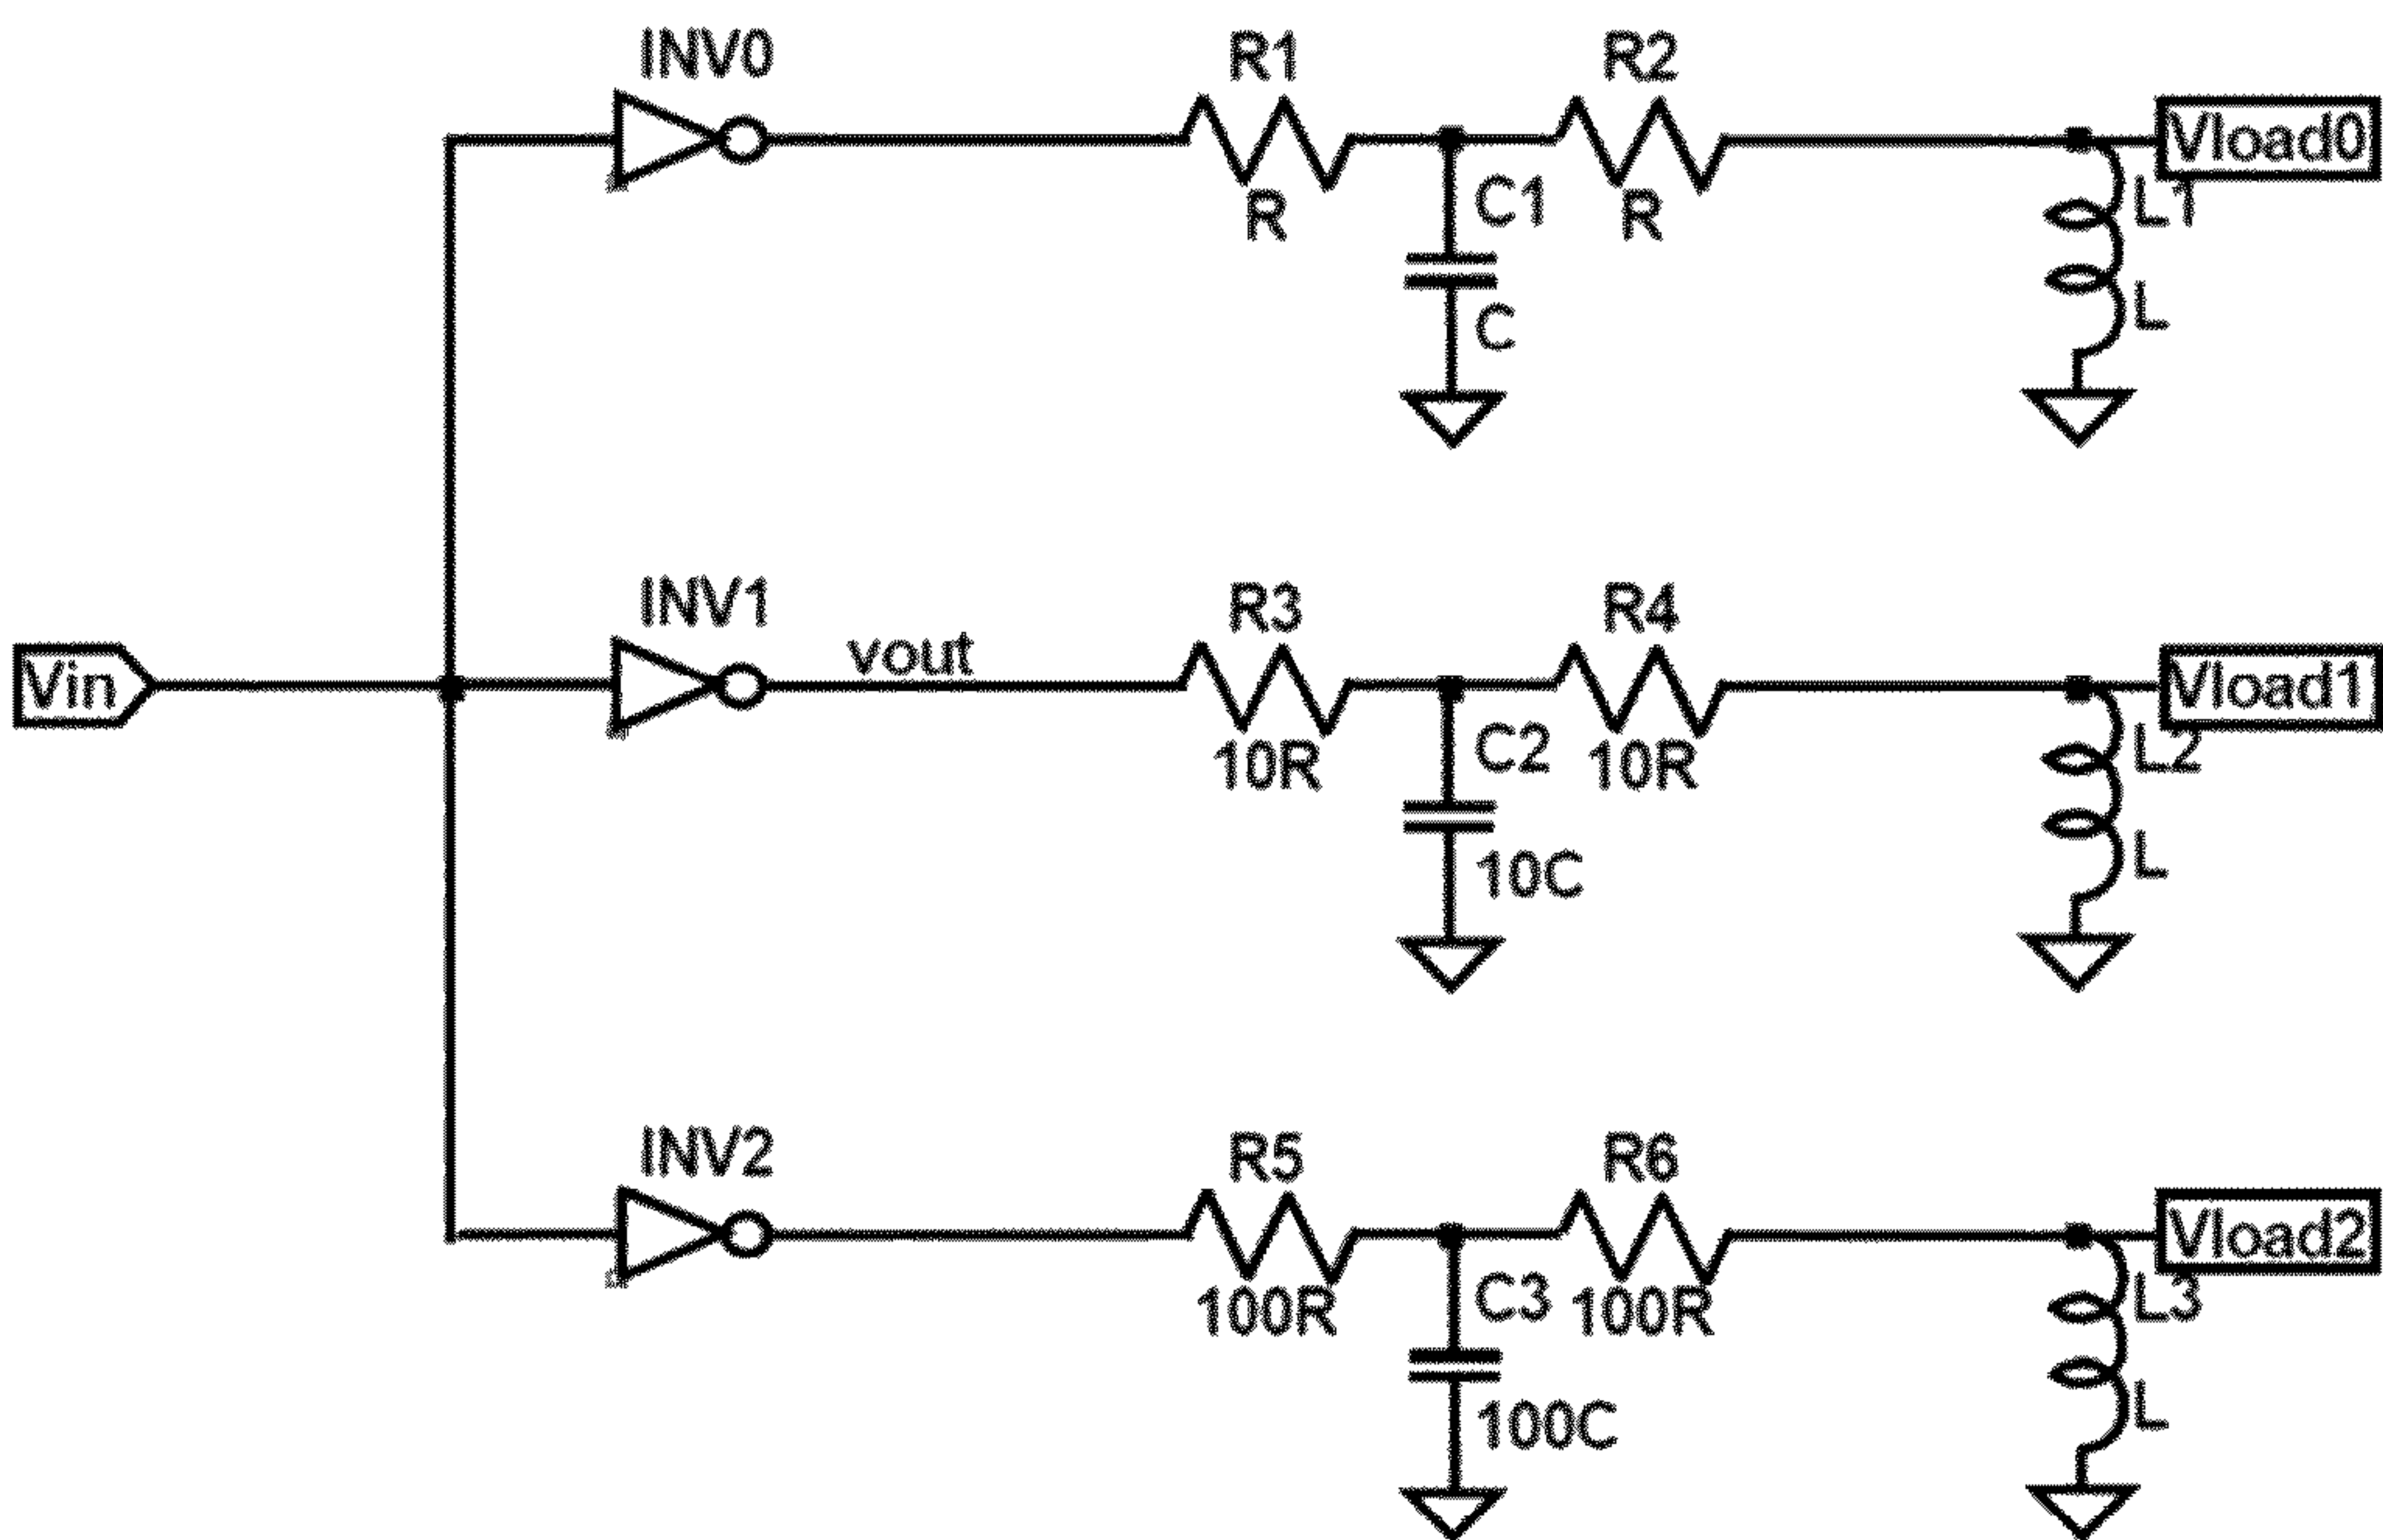 INV0
R1
R2
Vload0
R
R
C1
C
L1
L
INV1
vout
R3
R4
Vin
Vload1
10R
10R
C2
10C
L2
L
INV2
R5
R6
Vload2
100R
100R
C3
100C
L3
L